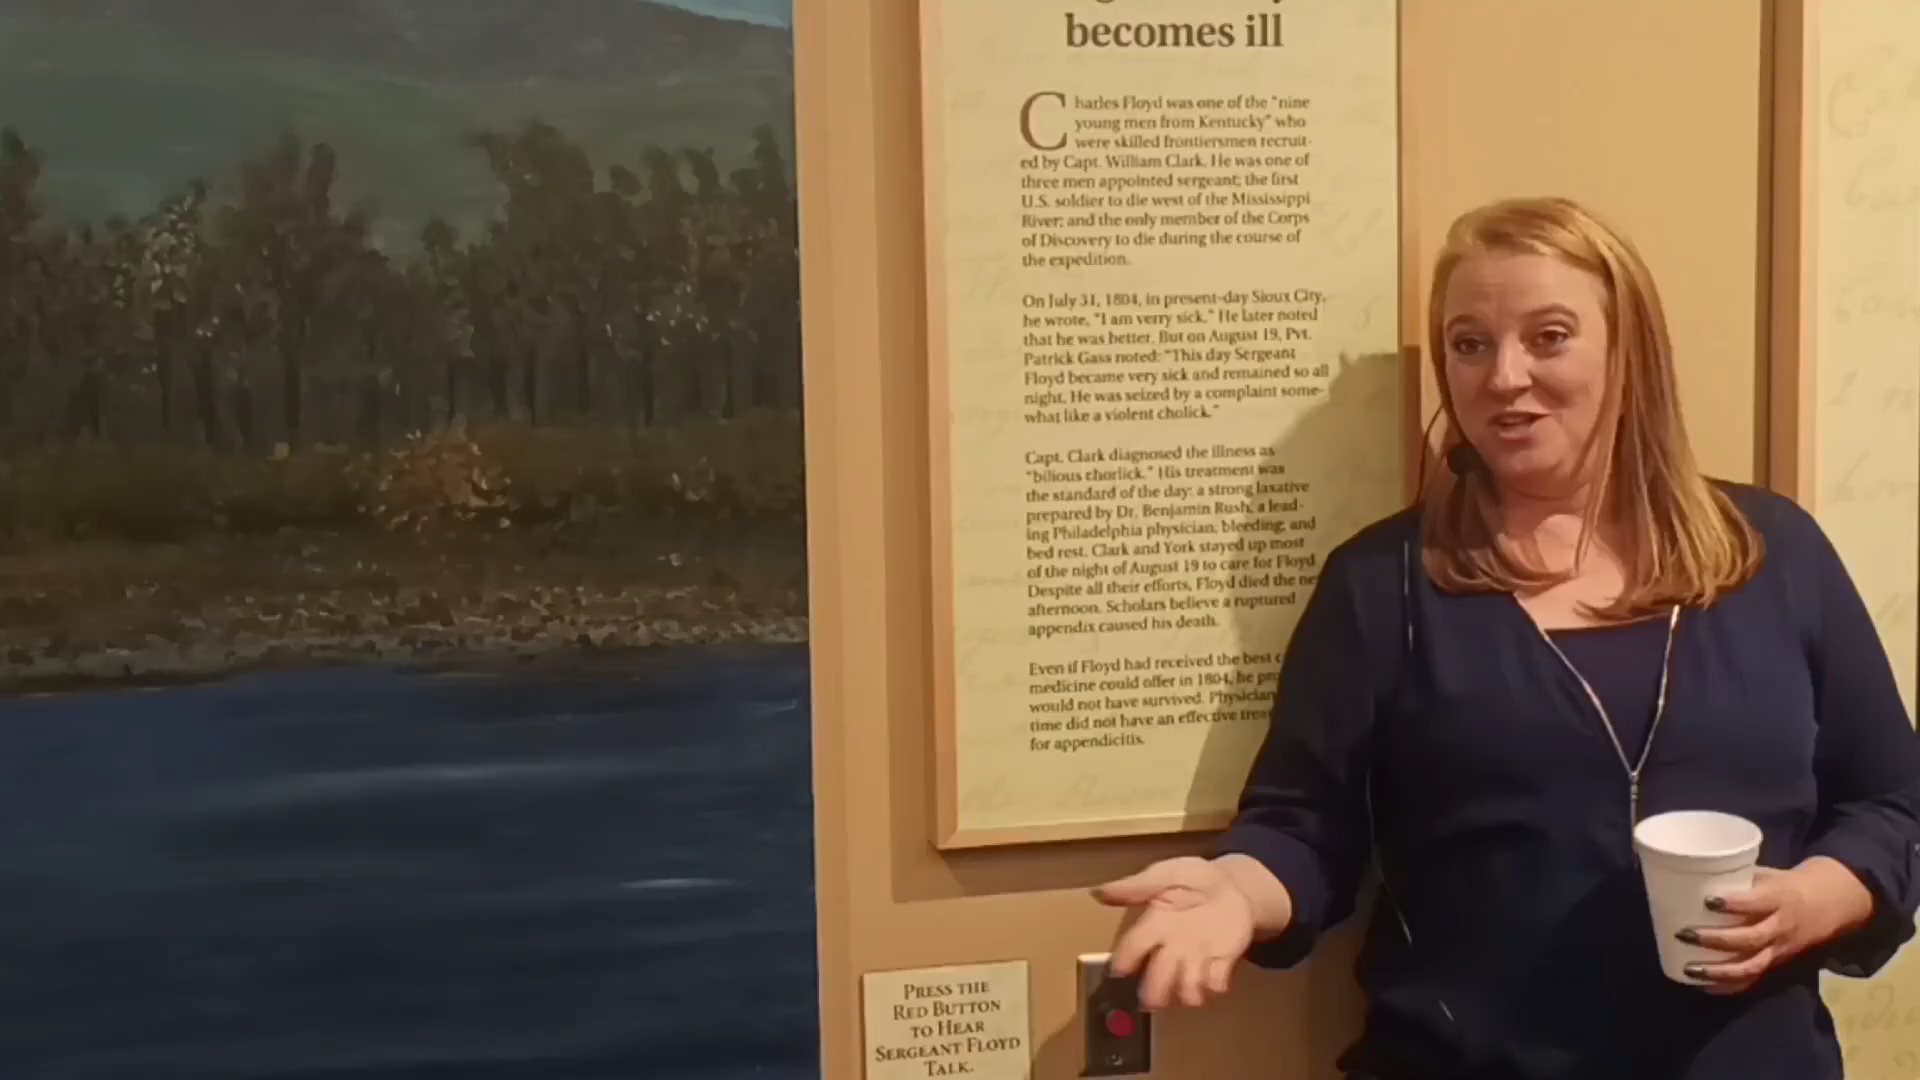 becomes ill
Charles Floyd was one of the "nine
young men from Kentucky" who
were skilled frontiersmen recruit-
ed by Capt. William Clark. He was one of
three men appointed sergeant; the first
U.S. soldier to die west of the Mississippi
River; and the only member of the Corps
of Discovery to die during the course of
the expedition.
On July 31, 1804, in present-day Sioux City,
he wrote, "I am verry sick." He later noted
that he was better. But on August 19, Pvt.
Patrick Gass noted: "This day Sergeant
Floyd became very sick and remained so all
night. He was seized by a complaint some-
what like a violent cholick."
Capt. Clark diagnosed the illness as
"bilious chorlick." His treatment was
the standard of the day: a strong laxative
prepared by Dr. Benjamin Rush, a lead-
ing Philadelphia physician, bleeding, and
bed rest. Clark and York stayed up most
of the night of August 19 to care for Floyd
Despite all their efforts, Floyd died the
afternoon. Scholars believe a ruptured
appendix caused his death.
Even if Floyd had received the best
medicine could offer in 1804, he
would not have survived. Physician
time did not have an effective
for appendicitis.
PRESS THE
RED BUTTON
TO HEAR
SERGEANT FLOYD
TALK.